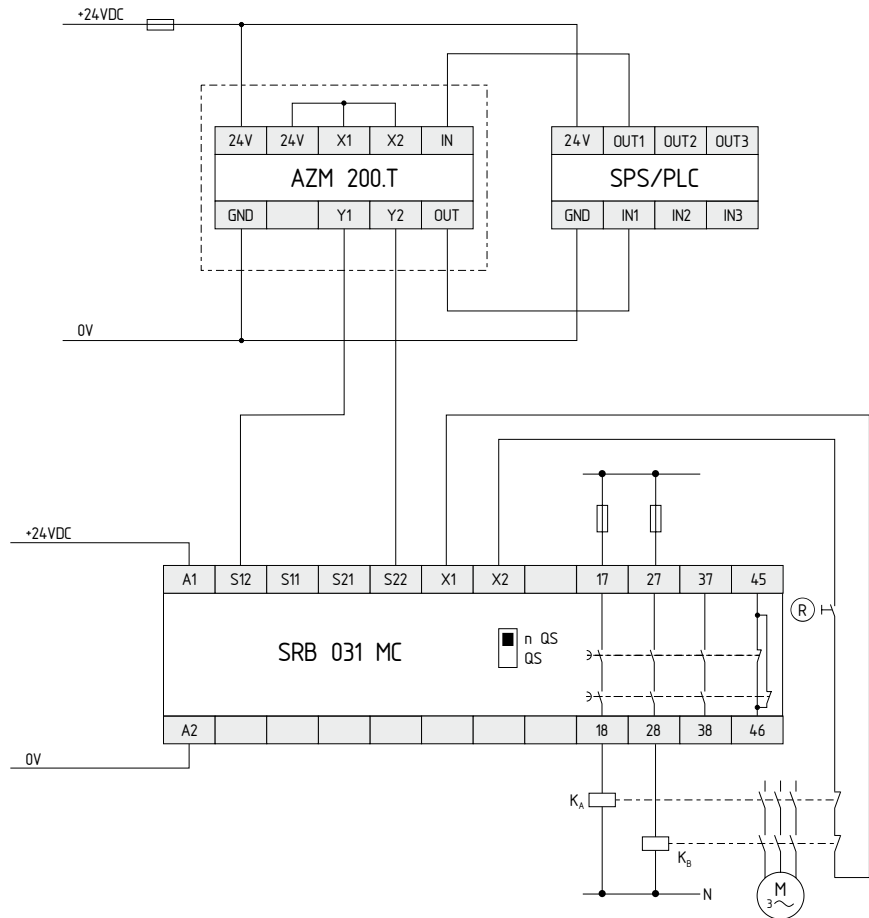 +24VDC
24V 24V X1 X2 IN
AZM 200.T
GND Y1 Y2 OUT
24V OUT1 OUT2 OUT3
SPS/PLC
GND IN1 IN2 IN3
0V
+24VDC
A1 S12 S11 S21 S22 X1 X2 17 27 37 45
SRB 031 MC
n QS
QS
R
A2 18 28 38 46
0V
KA
KB
N
M
3~